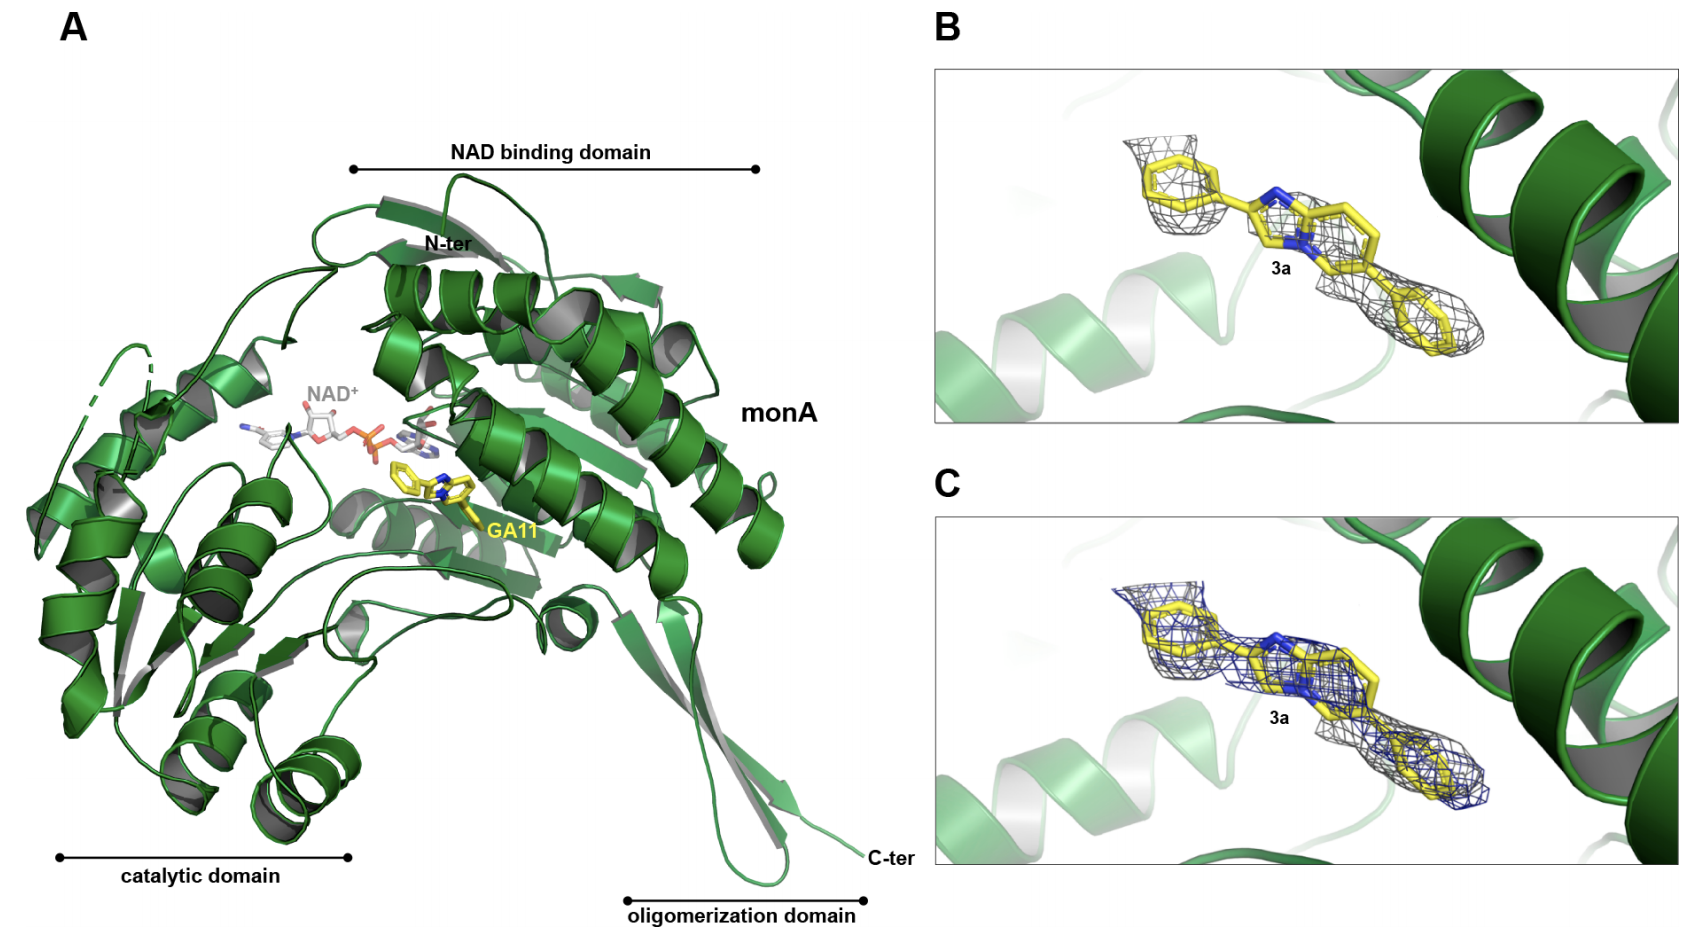 A
NAD binding domain
N-ter
NAD⁺
monA
GA11
C-ter
catalytic domain
oligomerization domain
B
3a
C
3a